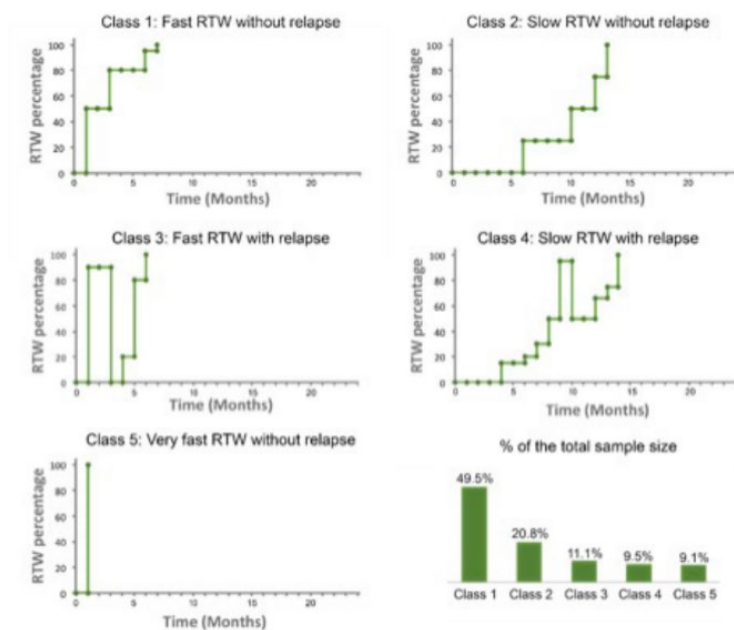 Class 1: Fast RTW without relapse
RTW percentage
100
80
60
40
20
0
0 5 10 15 20
Time (Months)
Class 2: Slow RTW without relapse
RTW percentage
100
80
60
40
20
0
0 5 10 15 20
Time (Months)
Class 3: Fast RTW with relapse
RTW percentage
100
80
60
40
20
0
0 5 10 15 20
Time (Months)
Class 4: Slow RTW with relapse
RTW percentage
100
80
60
40
20
0
0 5 10 15 20
Time (Months)
Class 5: Very fast RTW without relapse
RTW percentage
100
80
60
40
20
0
0 5 10 15 20
Time (Months)
% of the total sample size
49.5%
20.8%
11.1%
9.5%
9.1%
Class 1 Class 2 Class 3 Class 4 Class 5